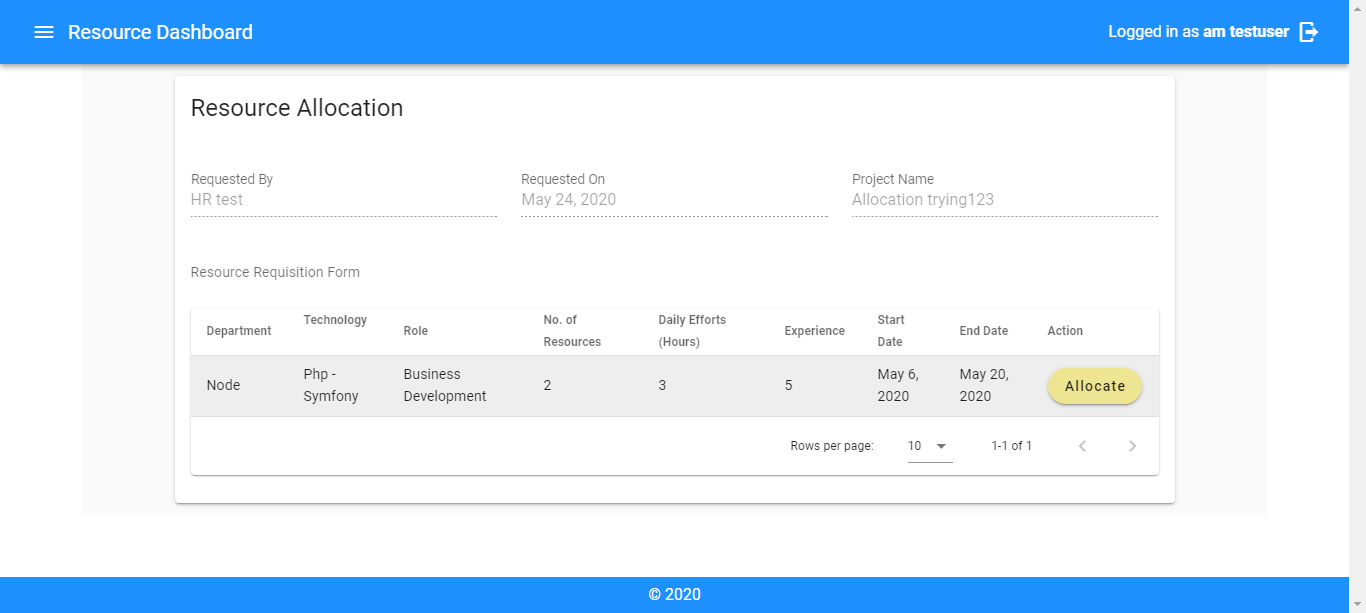 Resource Dashboard
Logged in as am testuser
Resource Allocation
Requested By
Requested On
Project Name
HR test
May 24, 2020
Allocation trying123
Resource Requisition Form
Department
Technology
Role
No. of
Resources
Daily Efforts
(Hours)
Experience
Start
Date
End Date
Action
Node
Php -
Symfony
Business
Development
2
3
5
May 6,
2020
May 20,
2020
Allocate
Rows per page:
10
1-1 of 1
© 2020